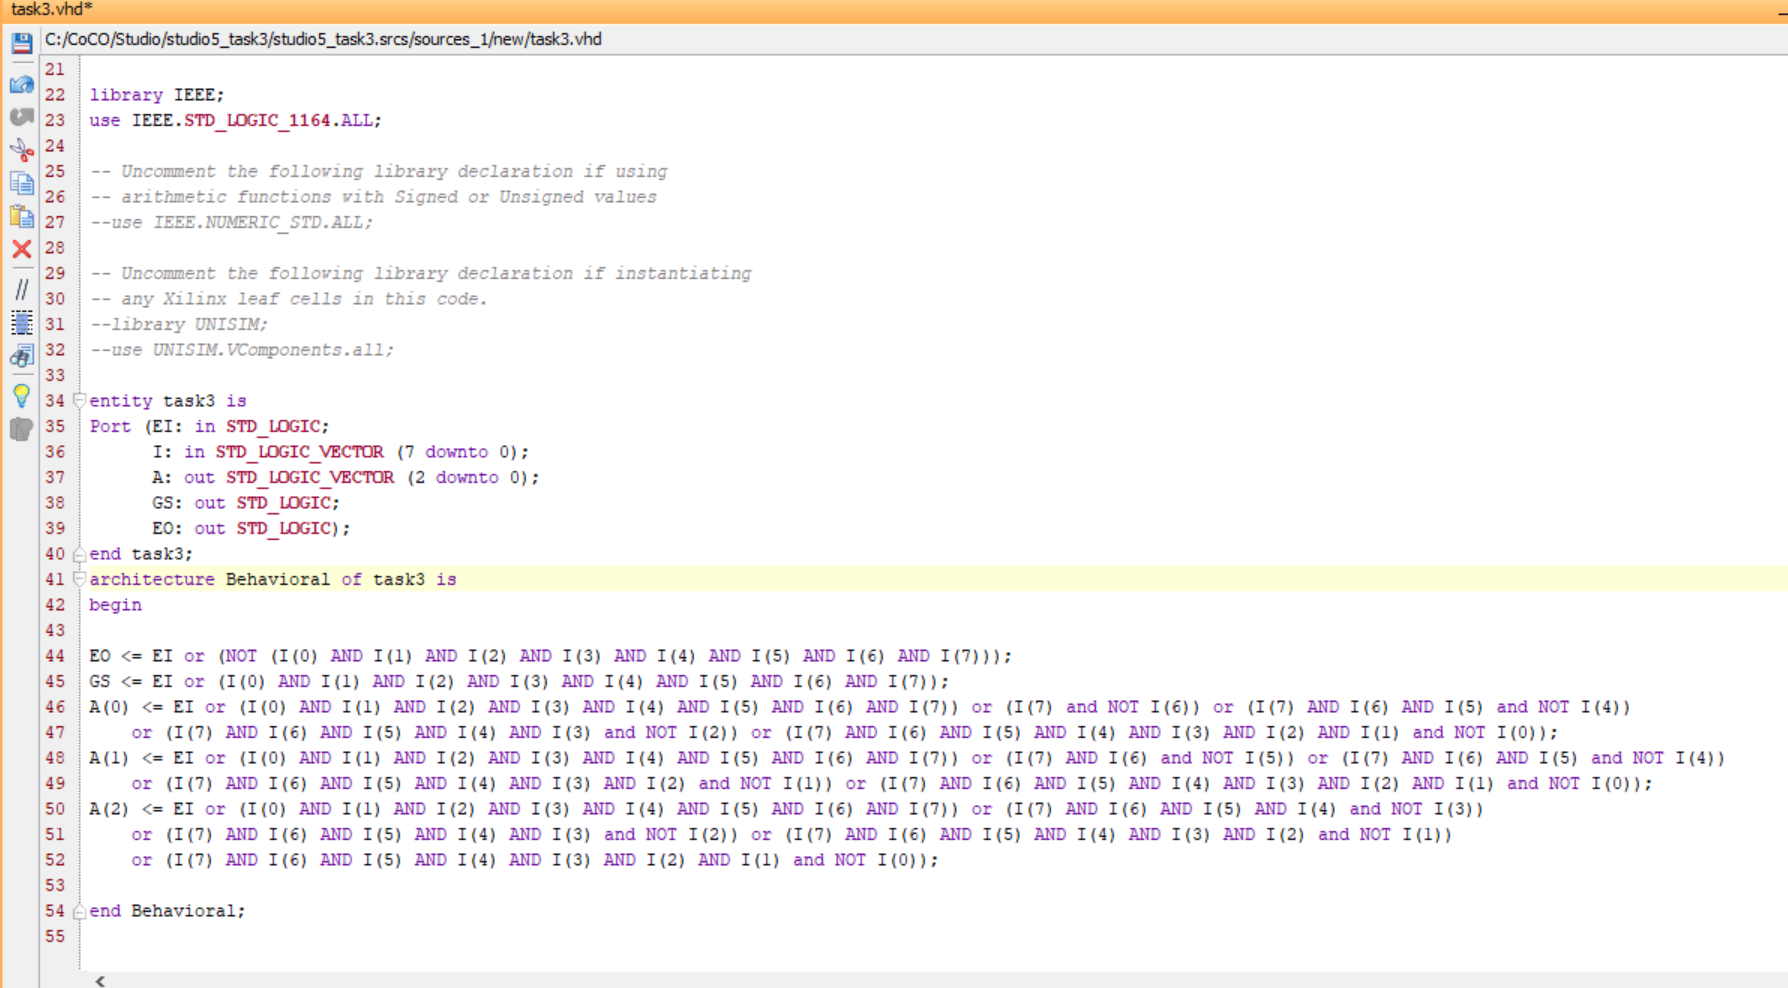 task3.vhd*
C:/CoCO/Studio/studio5_task3/studio5_task3.srcs/sources_1/new/task3.vhd
21
22 library IEEE;
23 use IEEE.STD_LOGIC_1164.ALL;
24
25 -- Uncomment the following library declaration if using
26 -- arithmetic functions with Signed or Unsigned values
27 --use IEEE.NUMERIC_STD.ALL;
28
29 -- Uncomment the following library declaration if instantiating
30 -- any Xilinx leaf cells in this code.
31 --library UNISIM;
32 --use UNISIM.VComponents.all;
33
34 entity task3 is
35 Port (EI: in STD_LOGIC;
36 I: in STD_LOGIC_VECTOR (7 downto 0);
37 A: out STD_LOGIC_VECTOR (2 downto 0);
38 GS: out STD_LOGIC;
39 EO: out STD_LOGIC);
40 end task3;
41 architecture Behavioral of task3 is
42 begin
43
44 EO <= EI or (NOT (I(0) AND I(1) AND I(2) AND I(3) AND I(4) AND I(5) AND I(6) AND I(7)));
45 GS <= EI or (I(0) AND I(1) AND I(2) AND I(3) AND I(4) AND I(5) AND I(6) AND I(7));
46 A(0) <= EI or (I(0) AND I(1) AND I(2) AND I(3) AND I(4) AND I(5) AND I(6) AND I(7)) or (I(7) and NOT I(6)) or (I(7) AND I(6) AND I(5) and NOT I(4))
47 or (I(7) AND I(6) AND I(5) AND I(4) AND I(3) and NOT I(2)) or (I(7) AND I(6) AND I(5) AND I(4) AND I(3) AND I(2) AND I(1) and NOT I(0));
48 A(1) <= EI or (I(0) AND I(1) AND I(2) AND I(3) AND I(4) AND I(5) AND I(6) AND I(7)) or (I(7) AND I(6) and NOT I(5)) or (I(7) AND I(6) AND I(5) and NOT I(4))
49 or (I(7) AND I(6) AND I(5) AND I(4) AND I(3) AND I(2) and NOT I(1)) or (I(7) AND I(6) AND I(5) AND I(4) AND I(3) AND I(2) AND I(1) and NOT I(0));
50 A(2) <= EI or (I(0) AND I(1) AND I(2) AND I(3) AND I(4) AND I(5) AND I(6) AND I(7)) or (I(7) AND I(6) AND I(5) AND I(4) and NOT I(3))
51 or (I(7) AND I(6) AND I(5) AND I(4) AND I(3) and NOT I(2)) or (I(7) AND I(6) AND I(5) AND I(4) AND I(3) AND I(2) and NOT I(1))
52 or (I(7) AND I(6) AND I(5) AND I(4) AND I(3) AND I(2) AND I(1) and NOT I(0));
53
54 end Behavioral;
55